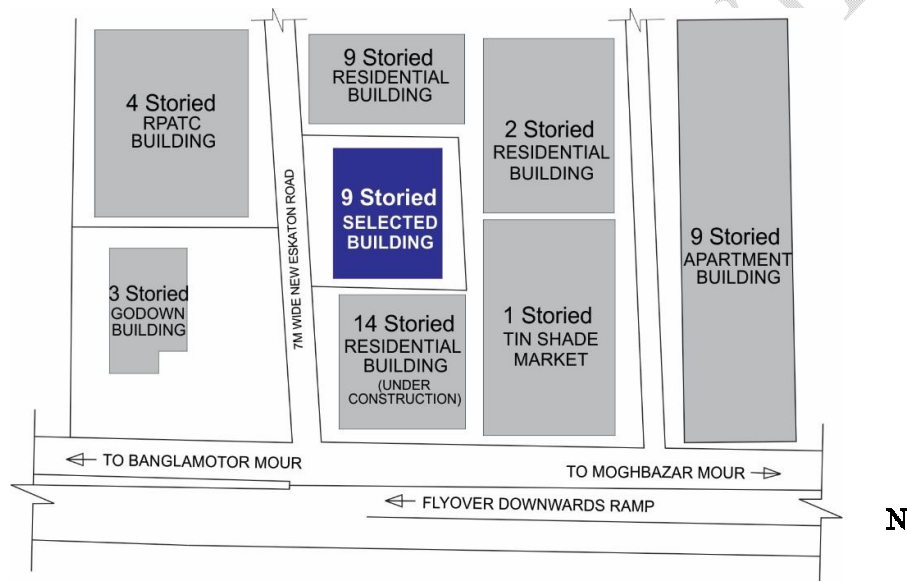 4 Storied
RPATC
BUILDING
9 Storied
RESIDENTIAL
BUILDING
2 Storied
RESIDENTIAL
BUILDING
9 Storied
SELECTED
BUILDING
9 Storied
APARTMENT
BUILDING
3 Storied
GODOWN
BUILDING
7M WIDE NEW ESKATON ROAD
14 Storied
RESIDENTIAL
BUILDING
(UNDER
CONSTRUCTION)
1 Storied
TIN SHADE
MARKET
TO BANGLAMOTOR MOUR
TO MOGHBAZAR MOUR
FLYOVER DOWNWARDS RAMP
N